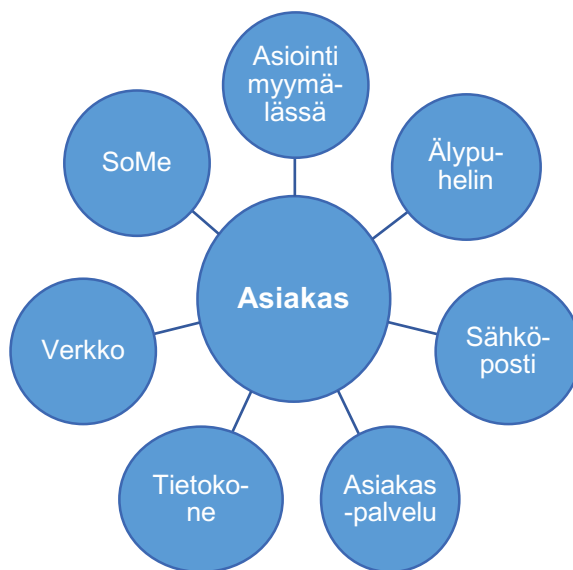 Asiointi
myymä-
lässä
SoMe
Älypu-
helin
Asiakas
Verkko
Sähkö-
posti
Tietoko-
ne
Asiakas
-palvelu